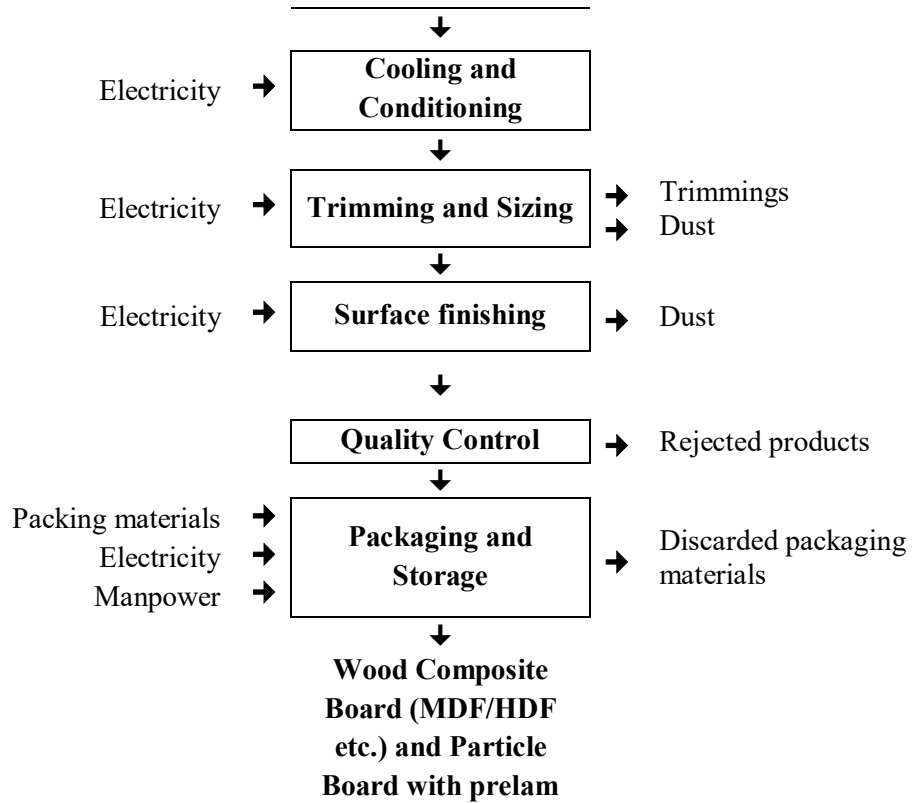 Electricity
Cooling and
Conditioning
Electricity
Trimming and Sizing
Trimmings
Dust
Electricity
Surface finishing
Dust
Quality Control
Rejected products
Packing materials
Electricity
Manpower
Packaging and
Storage
Discarded packaging
materials
Wood Composite
Board (MDF/HDF
etc.) and Particle
Board with prelam